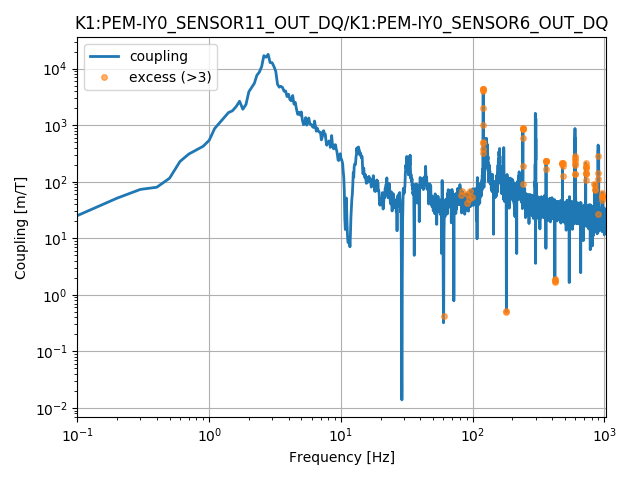 K1:PEM-IY0_SENSOR11_OUT_DQ/K1:PEM-IY0_SENSOR6_OUT_DQ
coupling
excess (>3)
Coupling [m/T]
10^4
10^3
10^2
10^1
10^0
10^−1
10^−2
10^−1 10^0 10^1 10^2 10^3
Frequency [Hz]